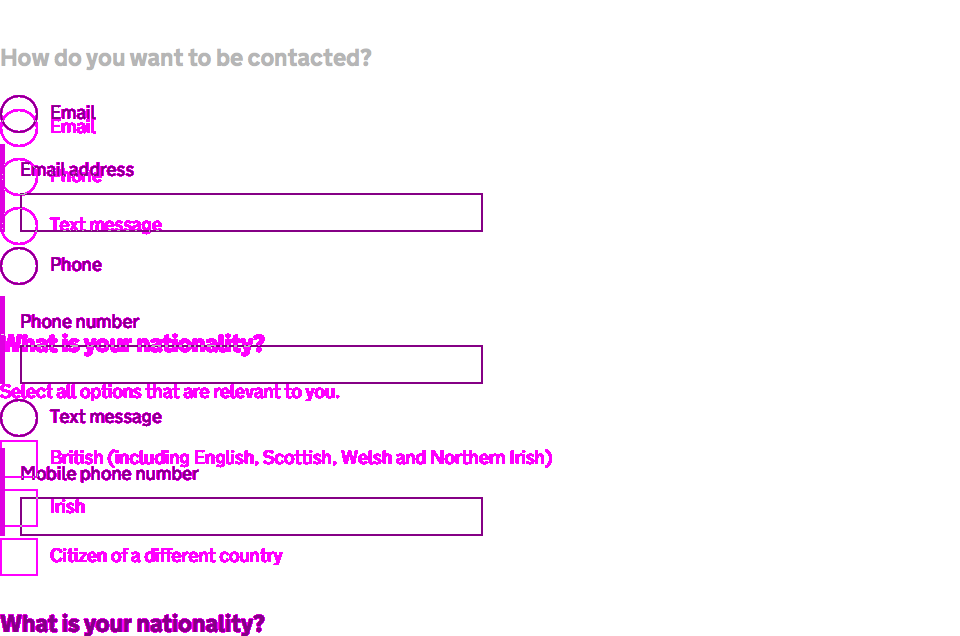 How do you want to be contacted?
Email
Email
Email address
Phone
Text message
Phone
Phone number
What is your nationality?
Select all options that are relevant to you.
Text message
British (including English, Scottish, Welsh and Northern Irish)
Mobile phone number
Irish
Citizen of a different country
What is your nationality?